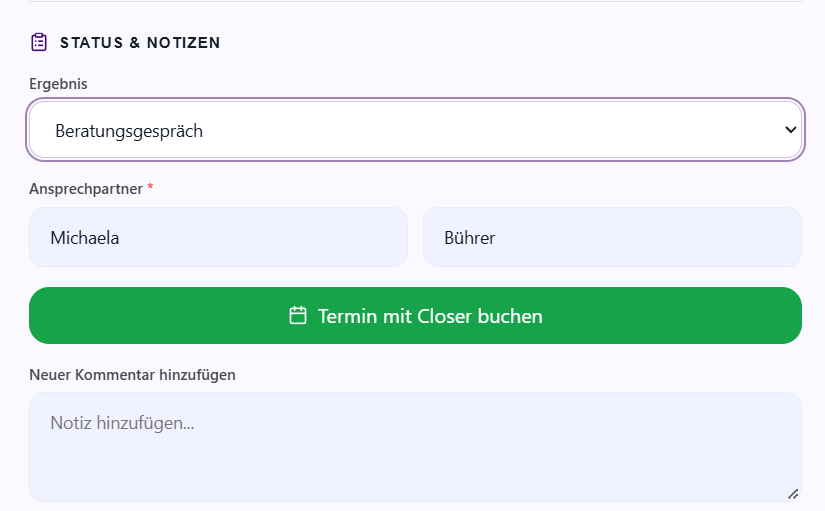 STATUS & NOTIZEN
Ergebnis
Beratungsgespräch
Ansprechpartner *
Michaela Bührer
Termin mit Closer buchen
Neuer Kommentar hinzufügen
Notiz hinzufügen...